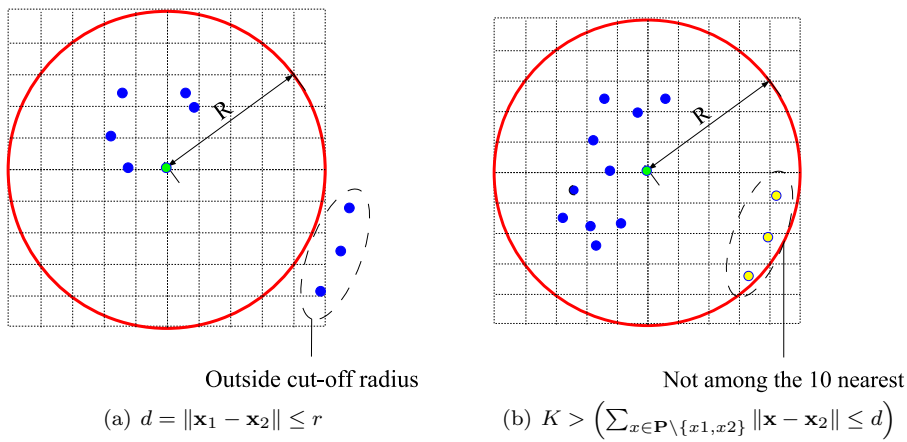 R
R
Outside cut-off radius
Not among the 10 nearest
(a) d = ‖x₁ − x₂‖ ≤ r
(b) K > (∑ₓ∈P\{x1,x2} ‖x − x₂‖ ≤ d)